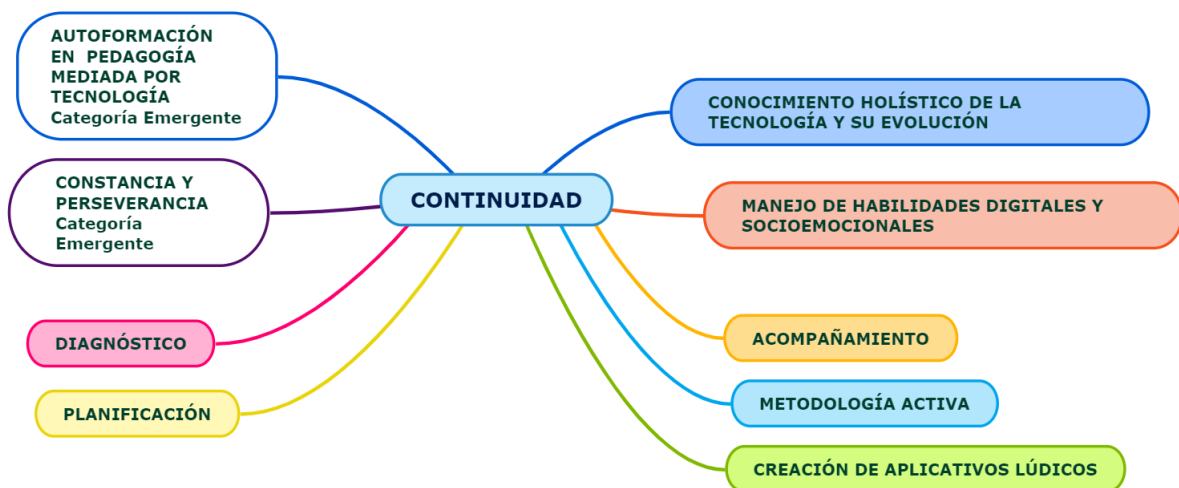 AUTOFORMACIÓN
EN PEDAGOGÍA
MEDIADA POR
TECNOLOGÍA
Categoría Emergente
CONSTANCIA Y
PERSEVERANCIA
Categoría
Emergente
DIAGNÓSTICO
PLANIFICACIÓN
CONTINUIDAD
CONOCIMIENTO HOLÍSTICO DE LA
TECNOLOGÍA Y SU EVOLUCIÓN
MANEJO DE HABILIDADES DIGITALES Y
SOCIOEMOCIONALES
ACOMPAÑAMIENTO
METODOLOGÍA ACTIVA
CREACIÓN DE APLICATIVOS LÚDICOS